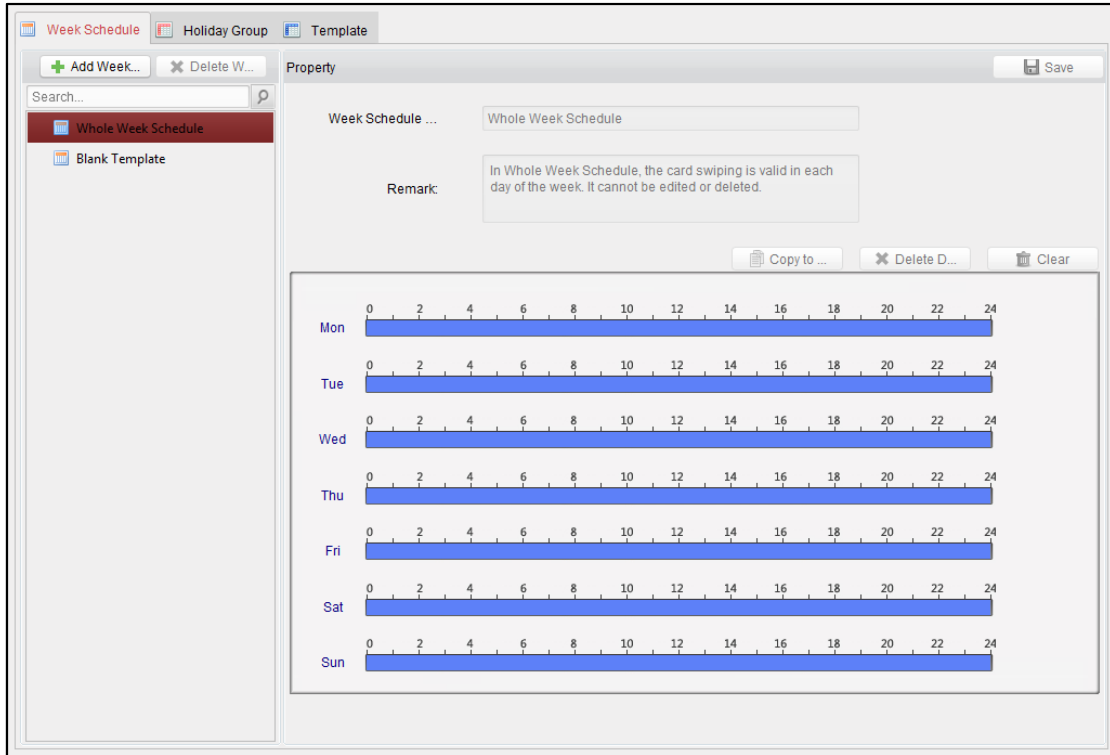 Week Schedule Holiday Group Template
Add Week... Delete W... Property Save
Search...
Week Schedule ... Whole Week Schedule
Whole Week Schedule
Blank Template
Remark: In Whole Week Schedule, the card swiping is valid in each
day of the week. It cannot be edited or deleted.
Copy to ... Delete D... Clear
0 2 4 6 8 10 12 14 16 18 20 22 24
Mon
0 2 4 6 8 10 12 14 16 18 20 22 24
Tue
0 2 4 6 8 10 12 14 16 18 20 22 24
Wed
0 2 4 6 8 10 12 14 16 18 20 22 24
Thu
0 2 4 6 8 10 12 14 16 18 20 22 24
Fri
0 2 4 6 8 10 12 14 16 18 20 22 24
Sat
0 2 4 6 8 10 12 14 16 18 20 22 24
Sun